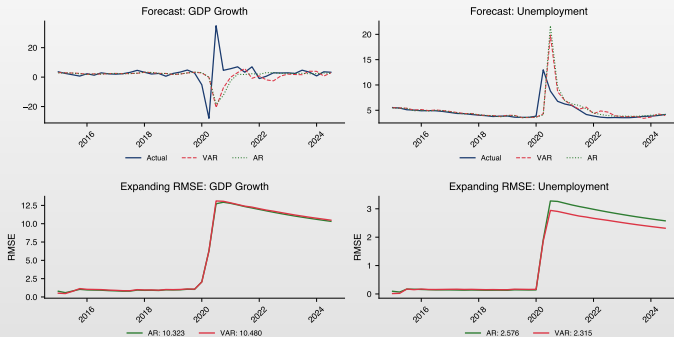 Forecast: GDP Growth
20
0
−20
2016
2018
2020
2022
2024
Actual
VAR
AR
Forecast: Unemployment
20
15
10
5
2016
2018
2020
2022
2024
Actual
VAR
AR
Expanding RMSE: GDP Growth
RMSE
12.5
10.0
7.5
5.0
2.5
0.0
2016
2018
2020
2022
2024
AR: 10.323
VAR: 10.480
Expanding RMSE: Unemployment
RMSE
3
2
1
0
2016
2018
2020
2022
2024
AR: 2.576
VAR: 2.315